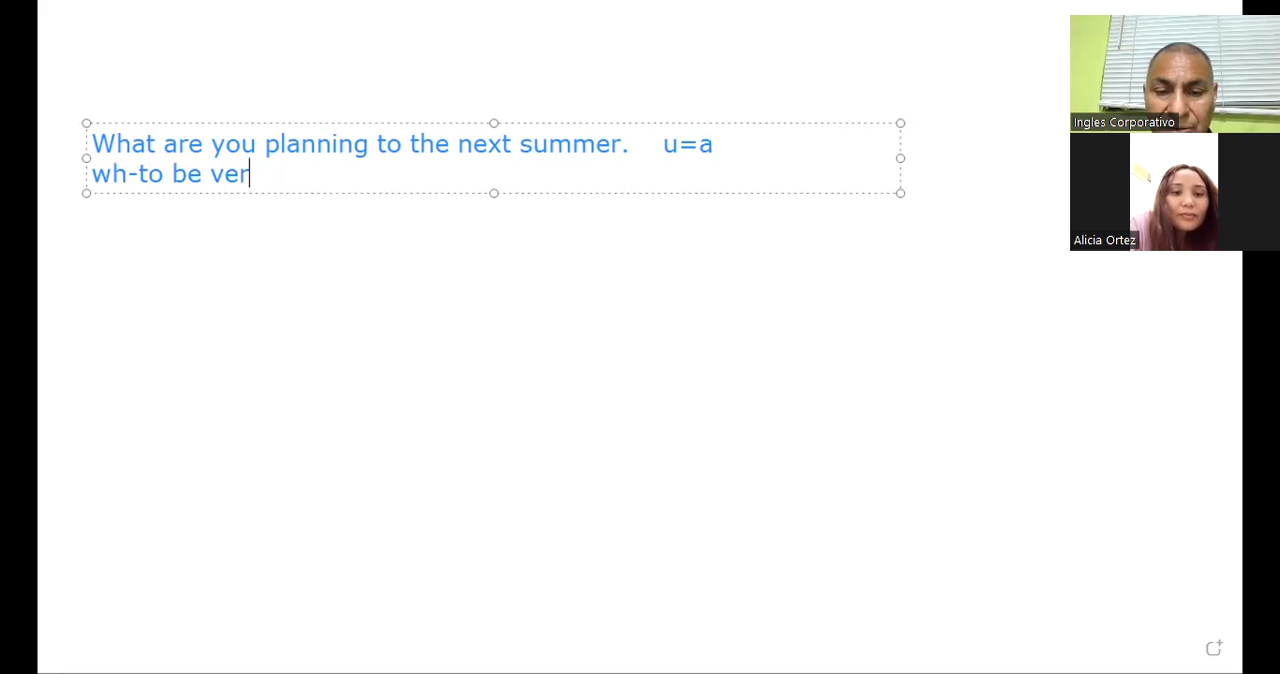 What are you planning to the next summer. u=a
wh-to be ver
Ingles Corporativo
Alicia Ortez